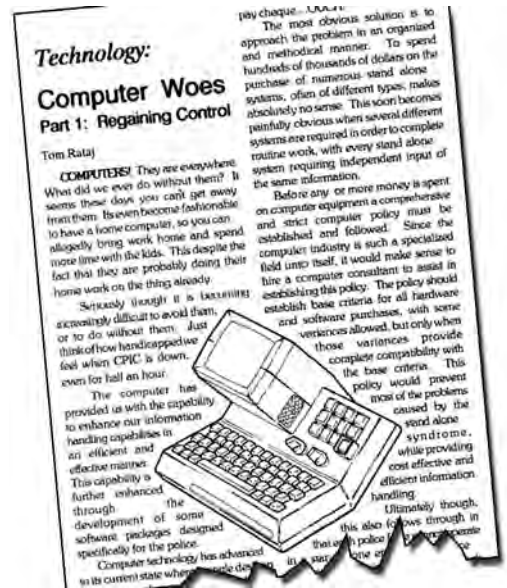 Technology:
Computer Woes
Part 1: Regaining Control
Tom Rataj
COMPUTERS! They are everywhere.
What did we ever do without them? It
seems these days you can't get away
from them. Its even become fashionable
to have a home computer, so you can
allegedly bring work home and spend
more time with the kids. This despite the
fact that they are probably doing their
home work on the thing already.
Seriously though it is becoming
increasingly difficult to avoid them,
or to do without them. Just
think of how handicapped we
feel when CPIC is down,
even for half an hour.
The computer has
provided us with the capability
to enhance our information
handling capabilities in
an efficient and
effective manner.
This capability is
further enhanced
through the
development of some
software packages designed
specifically for the police.
Computer technology has advanced
to its current state where
pay cheque
The most obvious solution is to
approach the problem in an organized
and methodical manner. To spend
hundreds of thousands of dollars on the
purchase of numerous stand alone
systems, often of different types, makes
absolutely no sense. This soon becomes
painfully obvious when several different
systems are required in order to complete
routine work, with every stand alone
system requiring independent input of
the same information.
Before any or more money is spent
on computer equipment a comprehensive
and strict computer policy must be
established and followed. Since the
computer industry is such a specialized
field unto itself, it would make sense to
hire a computer consultant to assist in
establishing this policy. The policy should
establish base criteria for all hardware
and software purchases, with some
variences allowed, but only when
those variances provide
complete compatibility with
the base criteria. This
policy would prevent
most of the problems
caused by the
stand alone
syndrome,
while providing
cost effective and
efficient information
handling.
Ultimately though,
this also follows through in
that each police